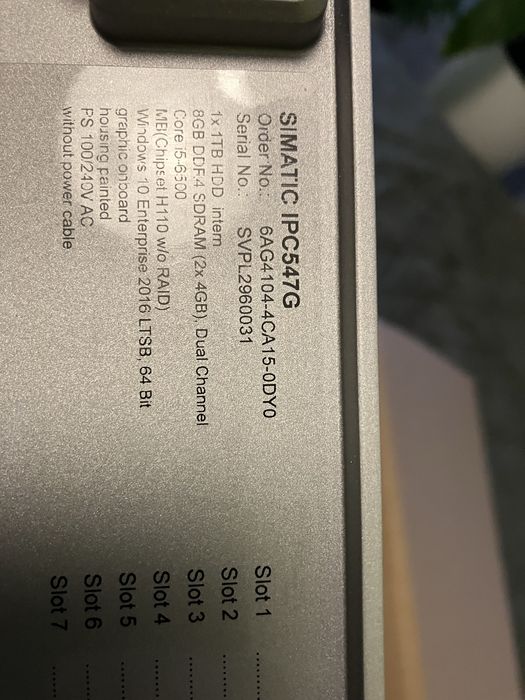 SIMATIC IPC547G
Order No.: 6AG4104-4CA15-0DY0
Serial No.: SVPL2960031
1x 1TB HDD intern
8GB DDR4 SDRAM (2x 4GB), Dual Channel
Core i5-6500
MEI(Chipset H110 w/o RAID)
Windows 10 Enterprise 2016 LTSB, 64 Bit
graphic onboard
housing painted
PS 100/240V AC
without power cable
Slot 1 ........
Slot 2 ........
Slot 3 ........
Slot 4 ........
Slot 5 ........
Slot 6 ........
Slot 7 ........